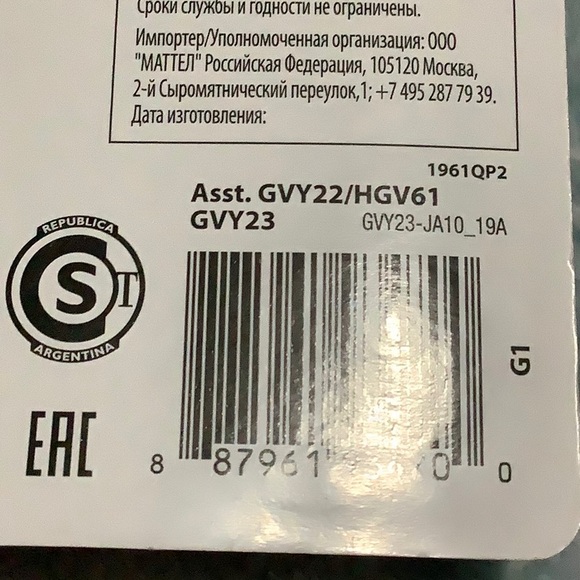 Сроки службы и годности не ограничены.
Импортер/Уполномоченная организация: ООО
"МАТТЕЛ" Российская Федерация, 105120 Москва,
2-й Сыромятнический переулок,1; +7 495 287 79 39.
Дата изготовления:
1961QP2
Asst. GVY22/HGV61
GVY23 GVY23-JA10_19A
REPUBLICA
S T
ARGENTINA
G1
EAC
8 87961 0